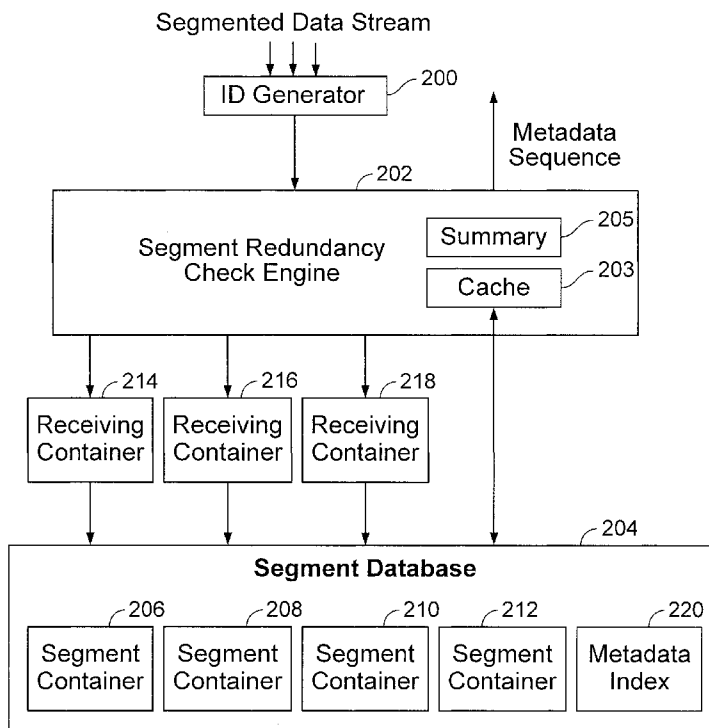 Segmented Data Stream
ID Generator
200
Metadata
Sequence
202
Segment Redundancy
Check Engine
Summary
205
Cache
203
214
216
218
Receiving
Container
Receiving
Container
Receiving
Container
204
Segment Database
206
208
210
212
220
Segment
Container
Segment
Container
Segment
Container
Segment
Container
Metadata
Index